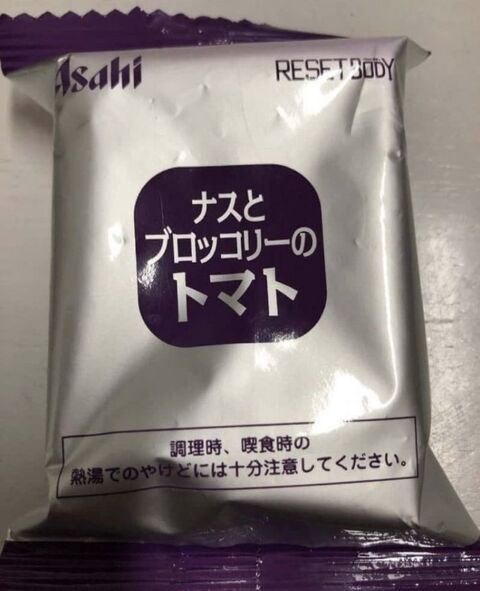 Asahi
RESETBODY
ナスと
ブロッコリーの
トマト
調理時、喫食時の
熱湯でのやけどには十分注意してください。